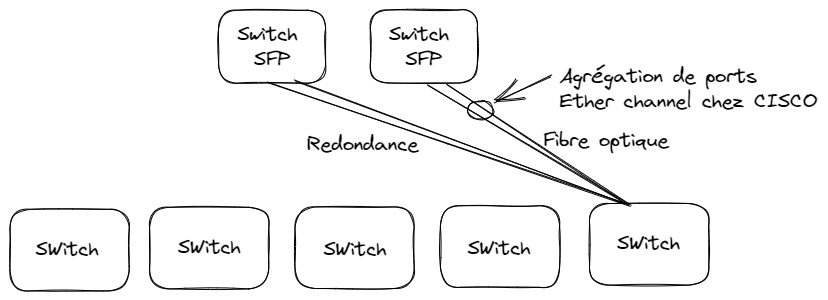 Switch
SFP
Switch
SFP
Agrégation de ports
Ether channel chez CISCO
Redondance
Fibre optique
SWitch
SWitch
SWitch
SWitch
SWitch